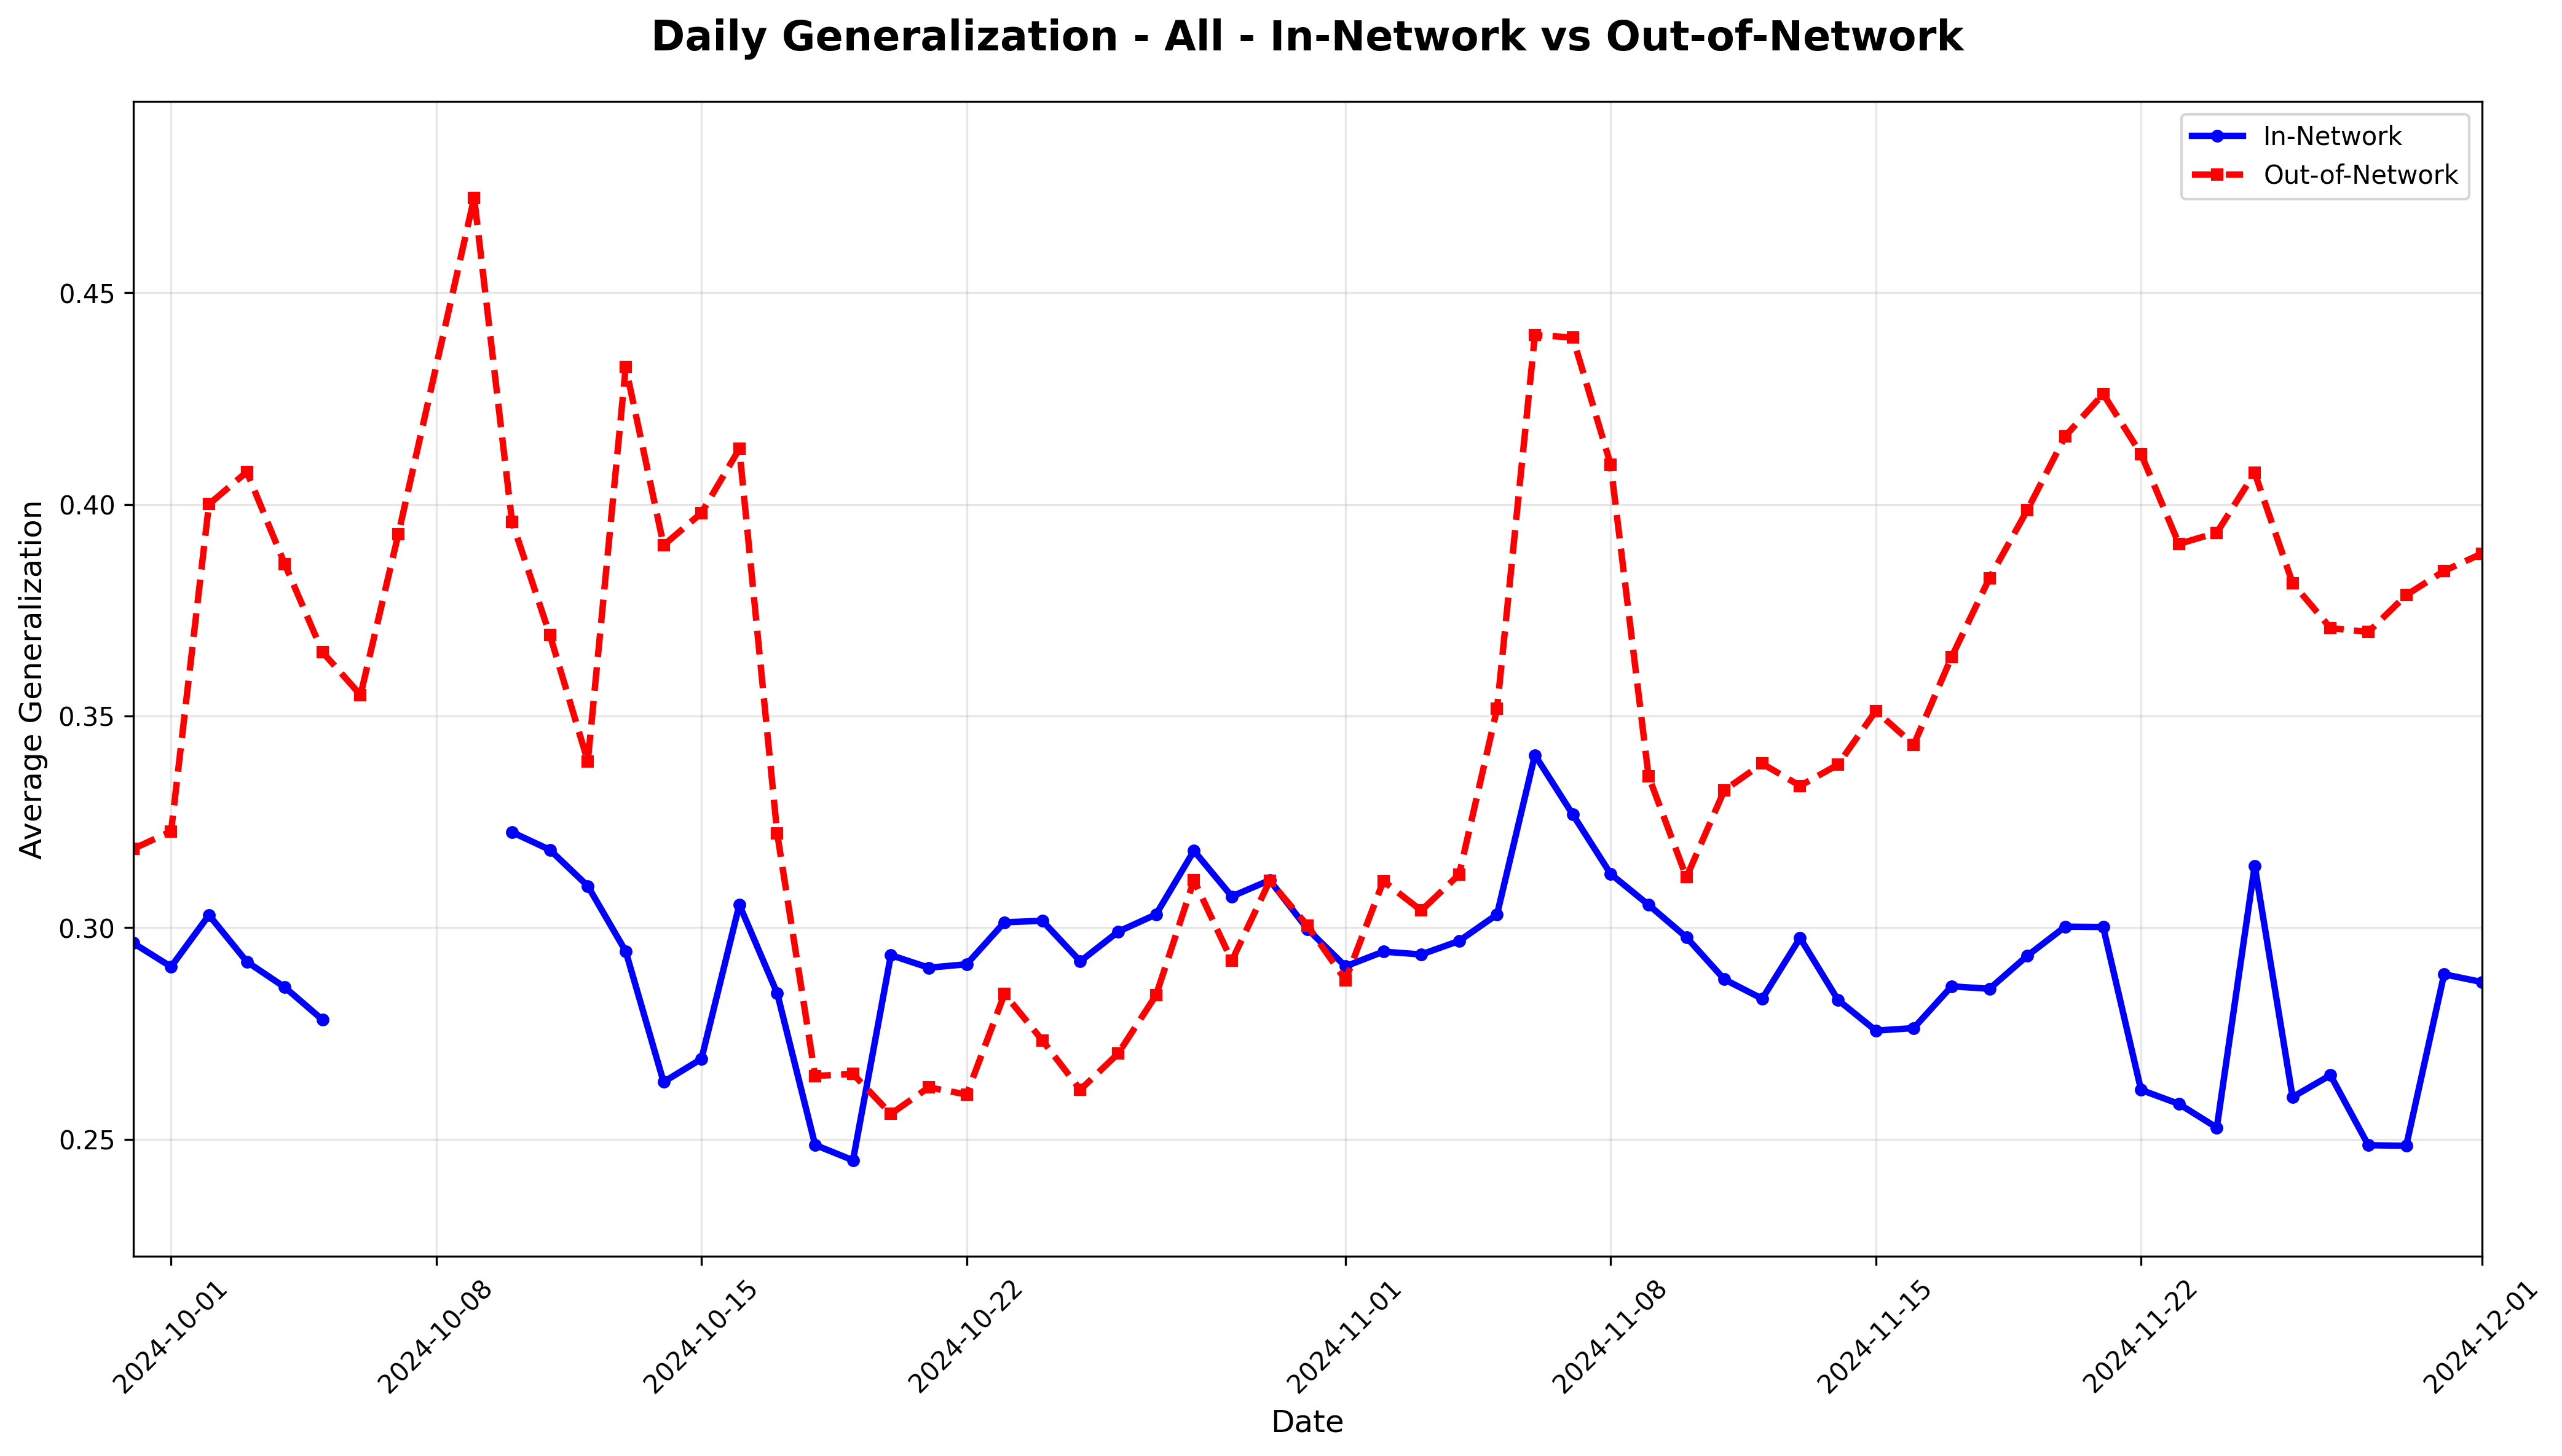 Daily Generalization - All - In-Network vs Out-of-Network
In-Network
Out-of-Network
Average Generalization
0.45
0.40
0.35
0.30
0.25
2024-10-01
2024-10-08
2024-10-15
2024-10-22
2024-11-01
2024-11-08
2024-11-15
2024-11-22
2024-12-01
Date